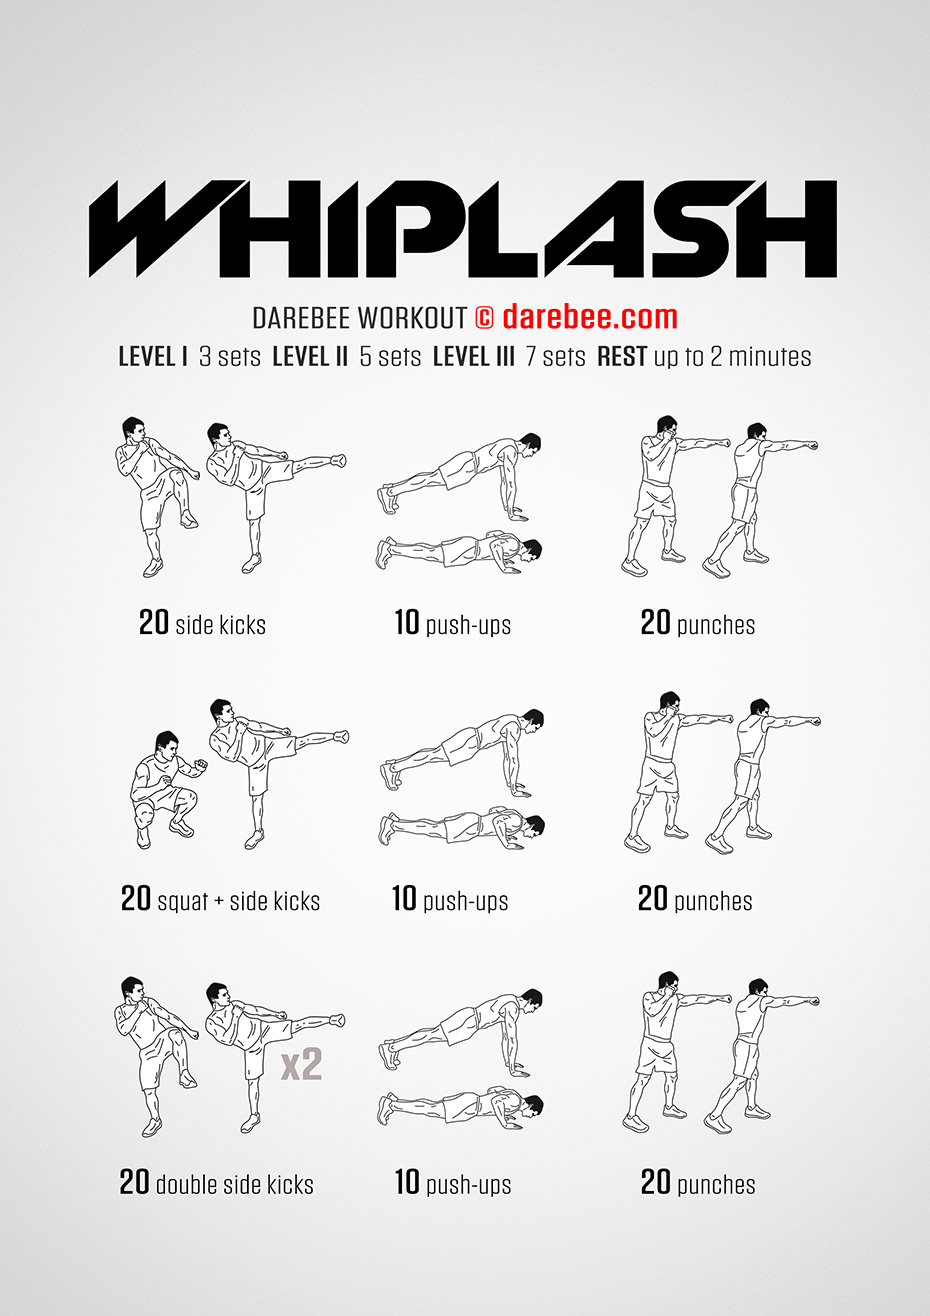 WHIPLASH
DAREBEE WORKOUT © darebee.com
LEVEL I 3 sets LEVEL II 5 sets LEVEL III 7 sets REST up to 2 minutes
20 side kicks
10 push-ups
20 punches
20 squat + side kicks
10 push-ups
20 punches
x2
20 double side kicks
10 push-ups
20 punches